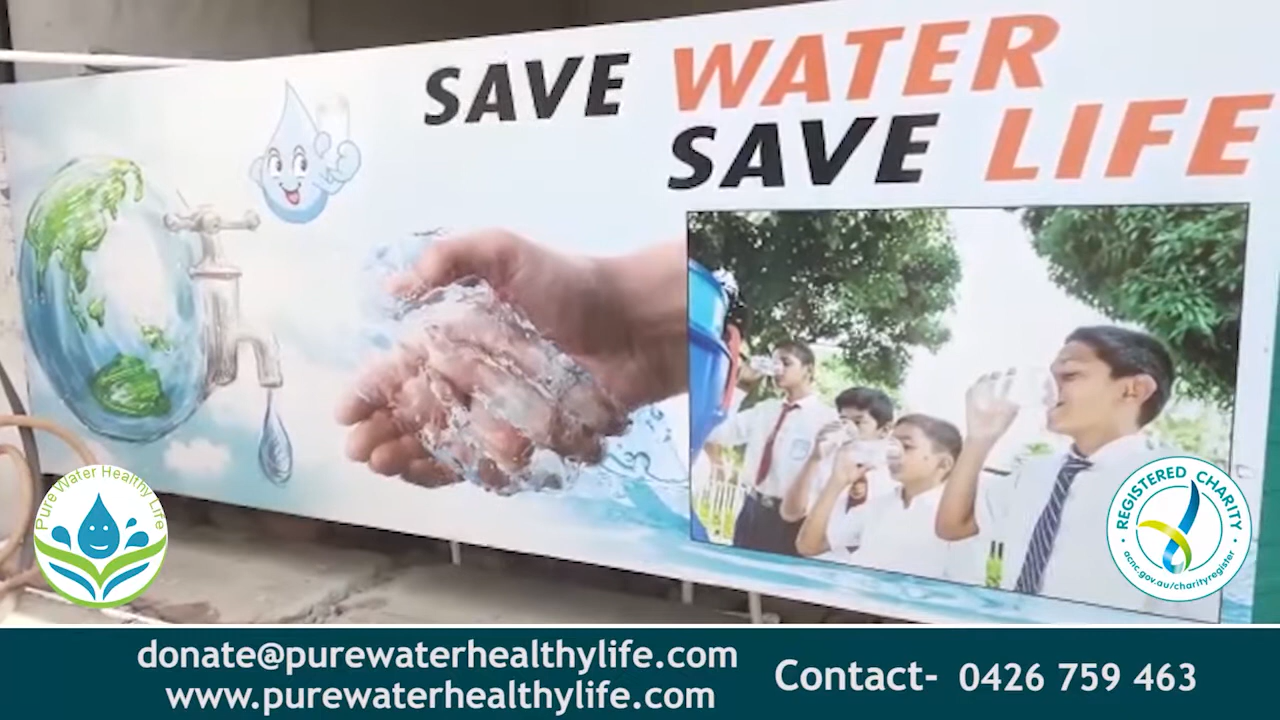 SAVE WATER
SAVE LIFE
Pure Water Healthy Life
REGISTERED CHARITY
acnc.gov.au/charityregister
donate@purewaterhealthylife.com
www.purewaterhealthylife.com
Contact- 0426 759 463